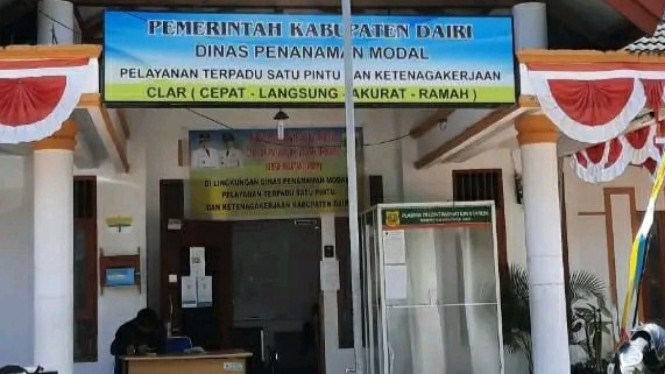 PEMERINTAH KABUPATEN DAIRI
DINAS PENANAMAN MODAL
PELAYANAN TERPADU SATU PINTU DAN KETENAGAKERJAAN
CLAR ( CEPAT - LANGSUNG - AKURAT - RAMAH )
DI LINGKUNGAN DINAS PENANAMAN MODAL
PELAYANAN TERPADU SATU PINTU
DAN KETENAGAKERJAAN KABUPATEN DAIRI